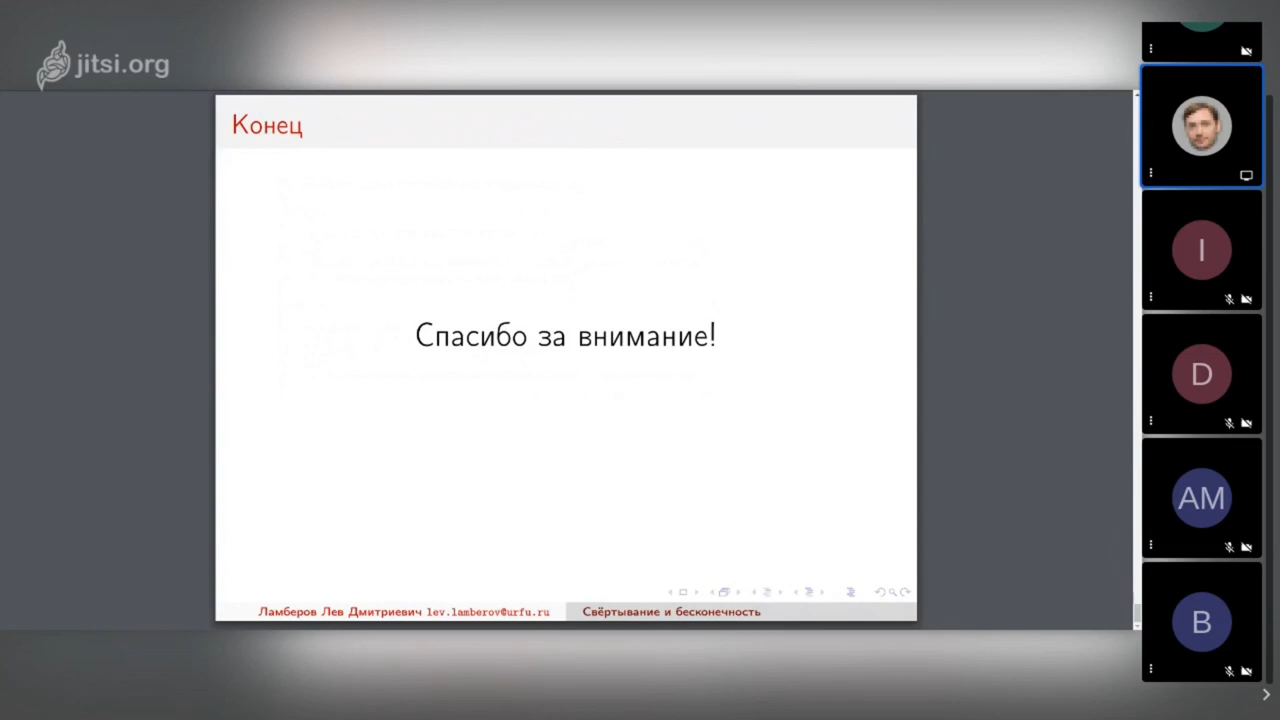 jitsi.org
Конец
Спасибо за внимание!
Ламберов Лев Дмитриевич lev.lamberov@urfu.ru
Свёртывание и бесконечность
I
D
AM
B